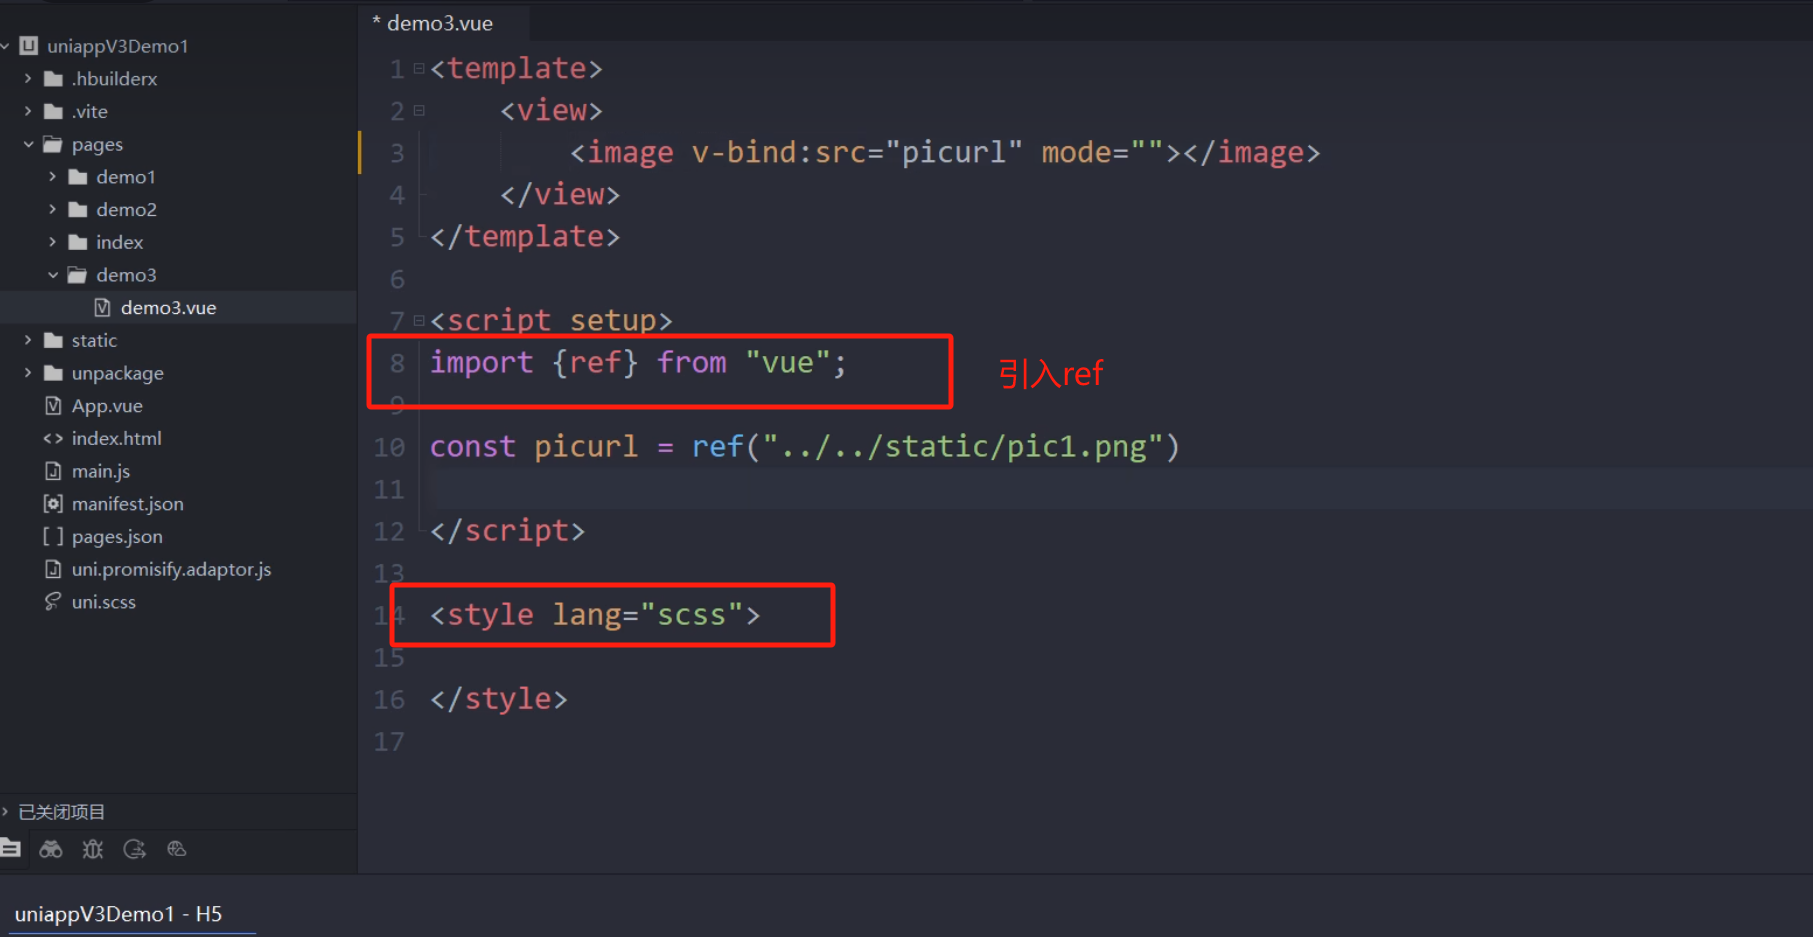 uniappV3Demo1
.hbuilderx
.vite
pages
demo1
demo2
index
demo3
demo3.vue
static
unpackage
App.vue
index.html
main.js
manifest.json
pages.json
uni.promisify.adaptor.js
uni.scss
已关闭项目
* demo3.vue
1 <template>
2 <view>
3 <image v-bind:src="picurl" mode=""></image>
4 </view>
5 </template>
6
7 <script setup>
8 import {ref} from "vue";
引入ref
9
10 const picurl = ref("../../static/pic1.png")
11
12 </script>
13
14 <style lang="scss">
15
16 </style>
17
uniappV3Demo1 - H5